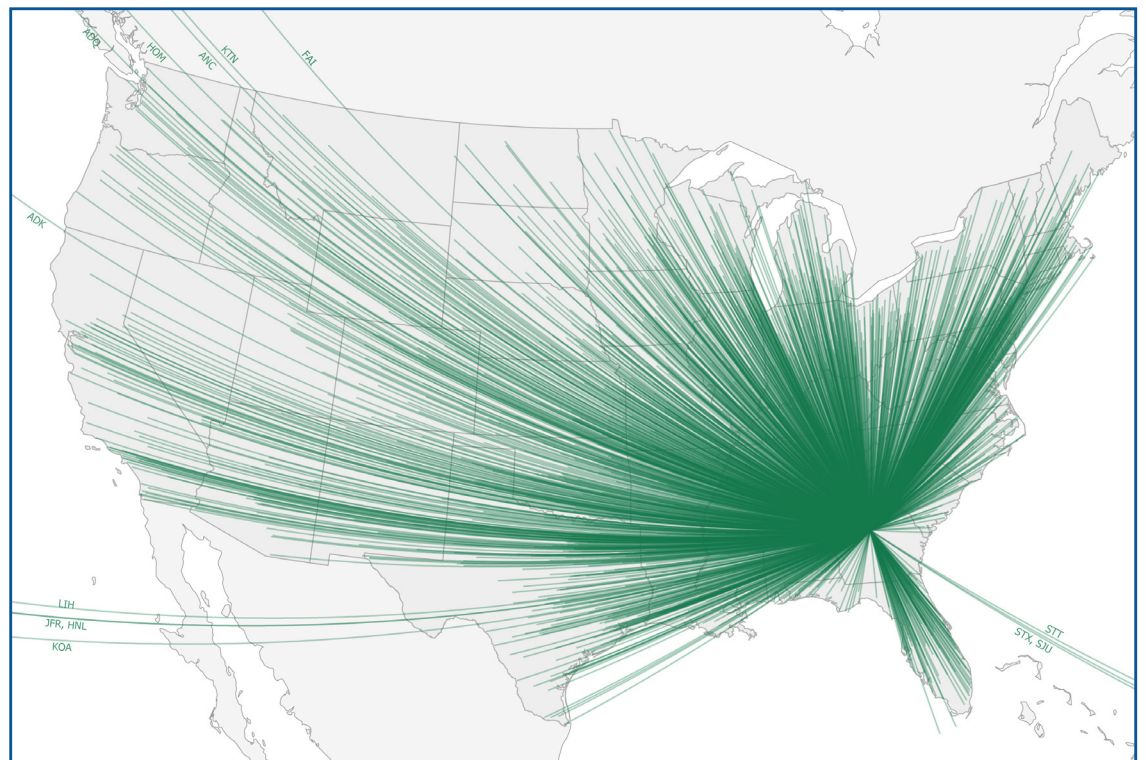 ADQ
HOM
ANC
KTN
FAI
ADK
LIH
JFR, HNL
KOA
STT
STX, SJU